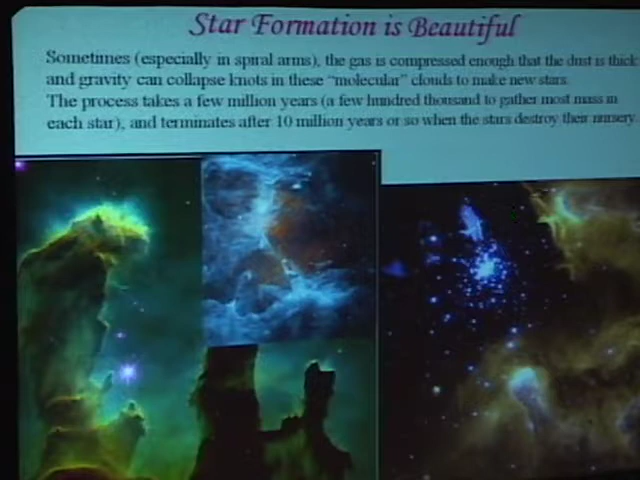 Star Formation is Beautiful
Sometimes (especially in spiral arms), the gas is compressed enough that the dust is thick
and gravity can collapse knots in these “molecular” clouds to make new stars.
The process takes a few million years (a few hundred thousand to gather most mass in
each star), and terminates after 10 million years or so when the stars destroy their nursery.